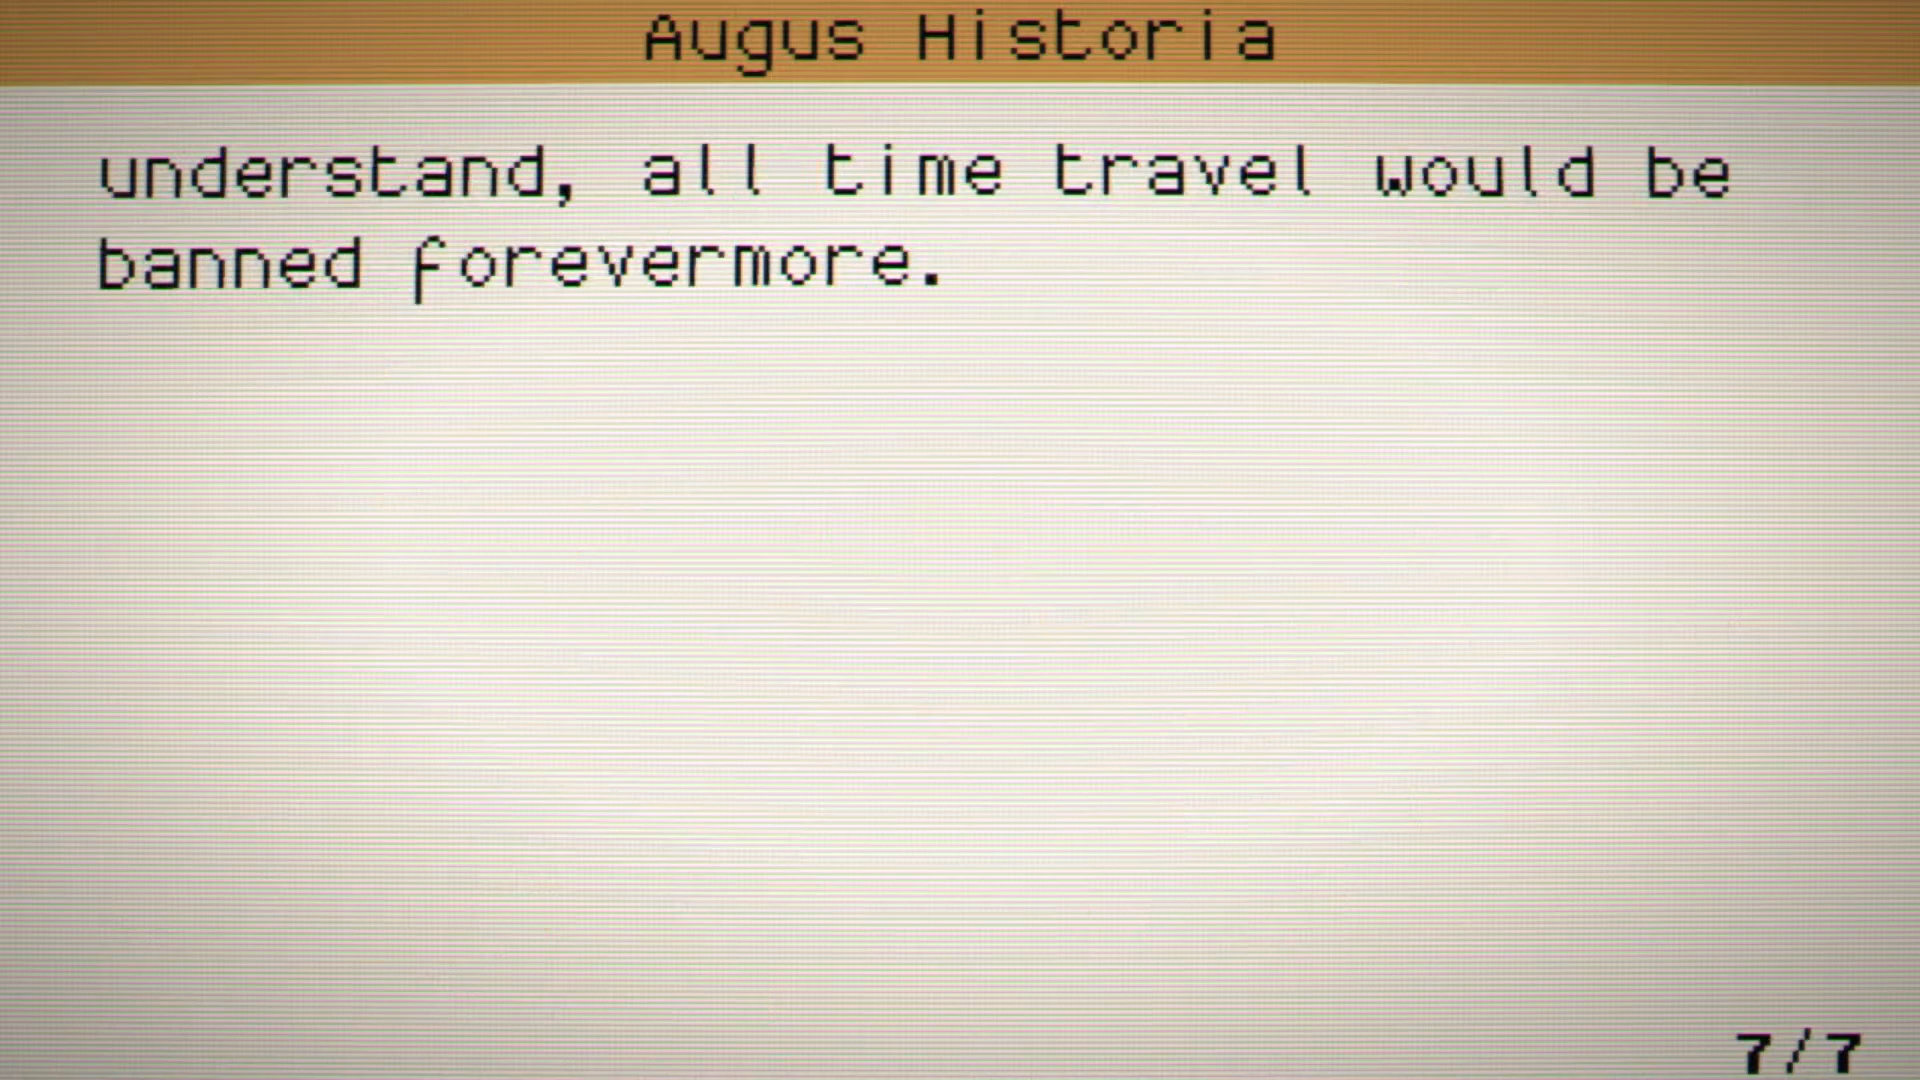 Augus Historia
understand, all time travel would be
banned forevermore.
7/7